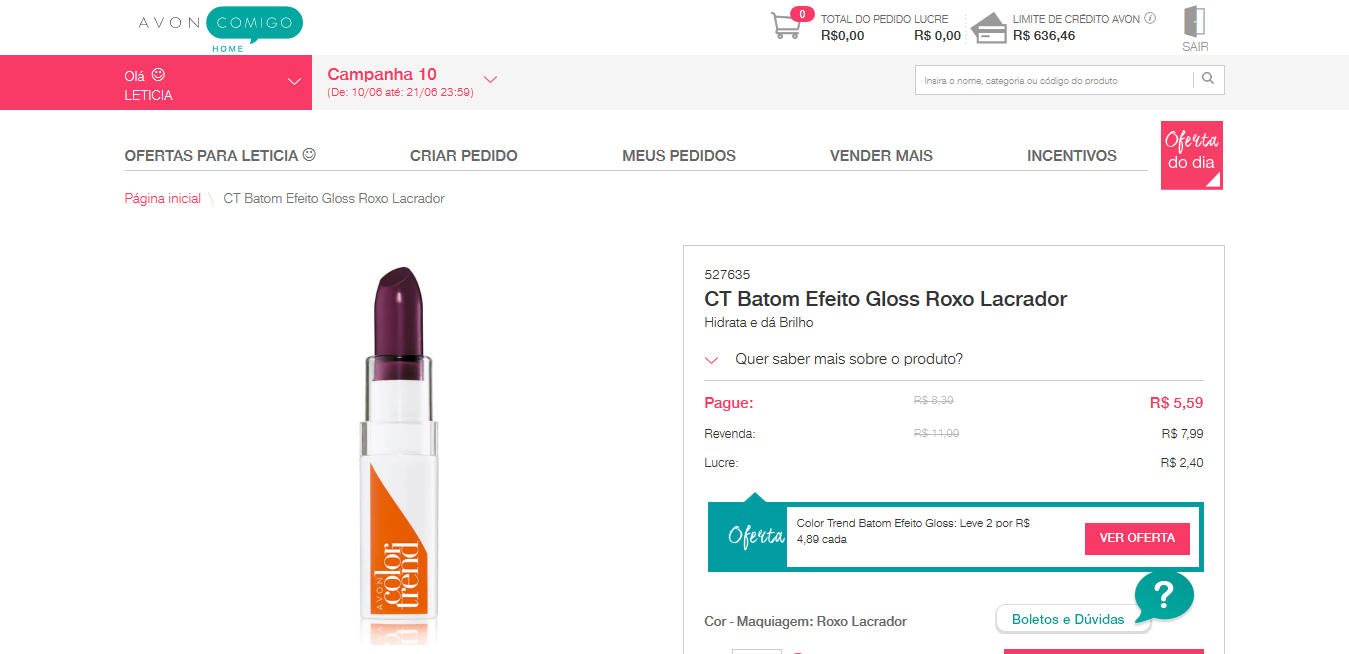 AVON COMIGO
HOME
0
TOTAL DO PEDIDO LUCRE
R$0,00 R$ 0,00
LIMITE DE CRÉDITO AVON
R$ 636,46
SAIR
Olá
LETICIA
Campanha 10
(De: 10/06 até: 21/06 23:59)
Insira o nome, categoria ou código do produto
OFERTAS PARA LETICIA CRIAR PEDIDO MEUS PEDIDOS VENDER MAIS INCENTIVOS
Oferta
do dia
Página inicial \ CT Batom Efeito Gloss Roxo Lacrador
AVON
color
trend
527635
CT Batom Efeito Gloss Roxo Lacrador
Hidrata e dá Brilho
Quer saber mais sobre o produto?
Pague: R$ 8,39 R$ 5,59
Revenda: R$ 11,99 R$ 7,99
Lucre: R$ 2,40
Oferta
Color Trend Batom Efeito Gloss: Leve 2 por R$
4,89 cada
VER OFERTA
?
Cor - Maquiagem: Roxo Lacrador
Boletos e Dúvidas